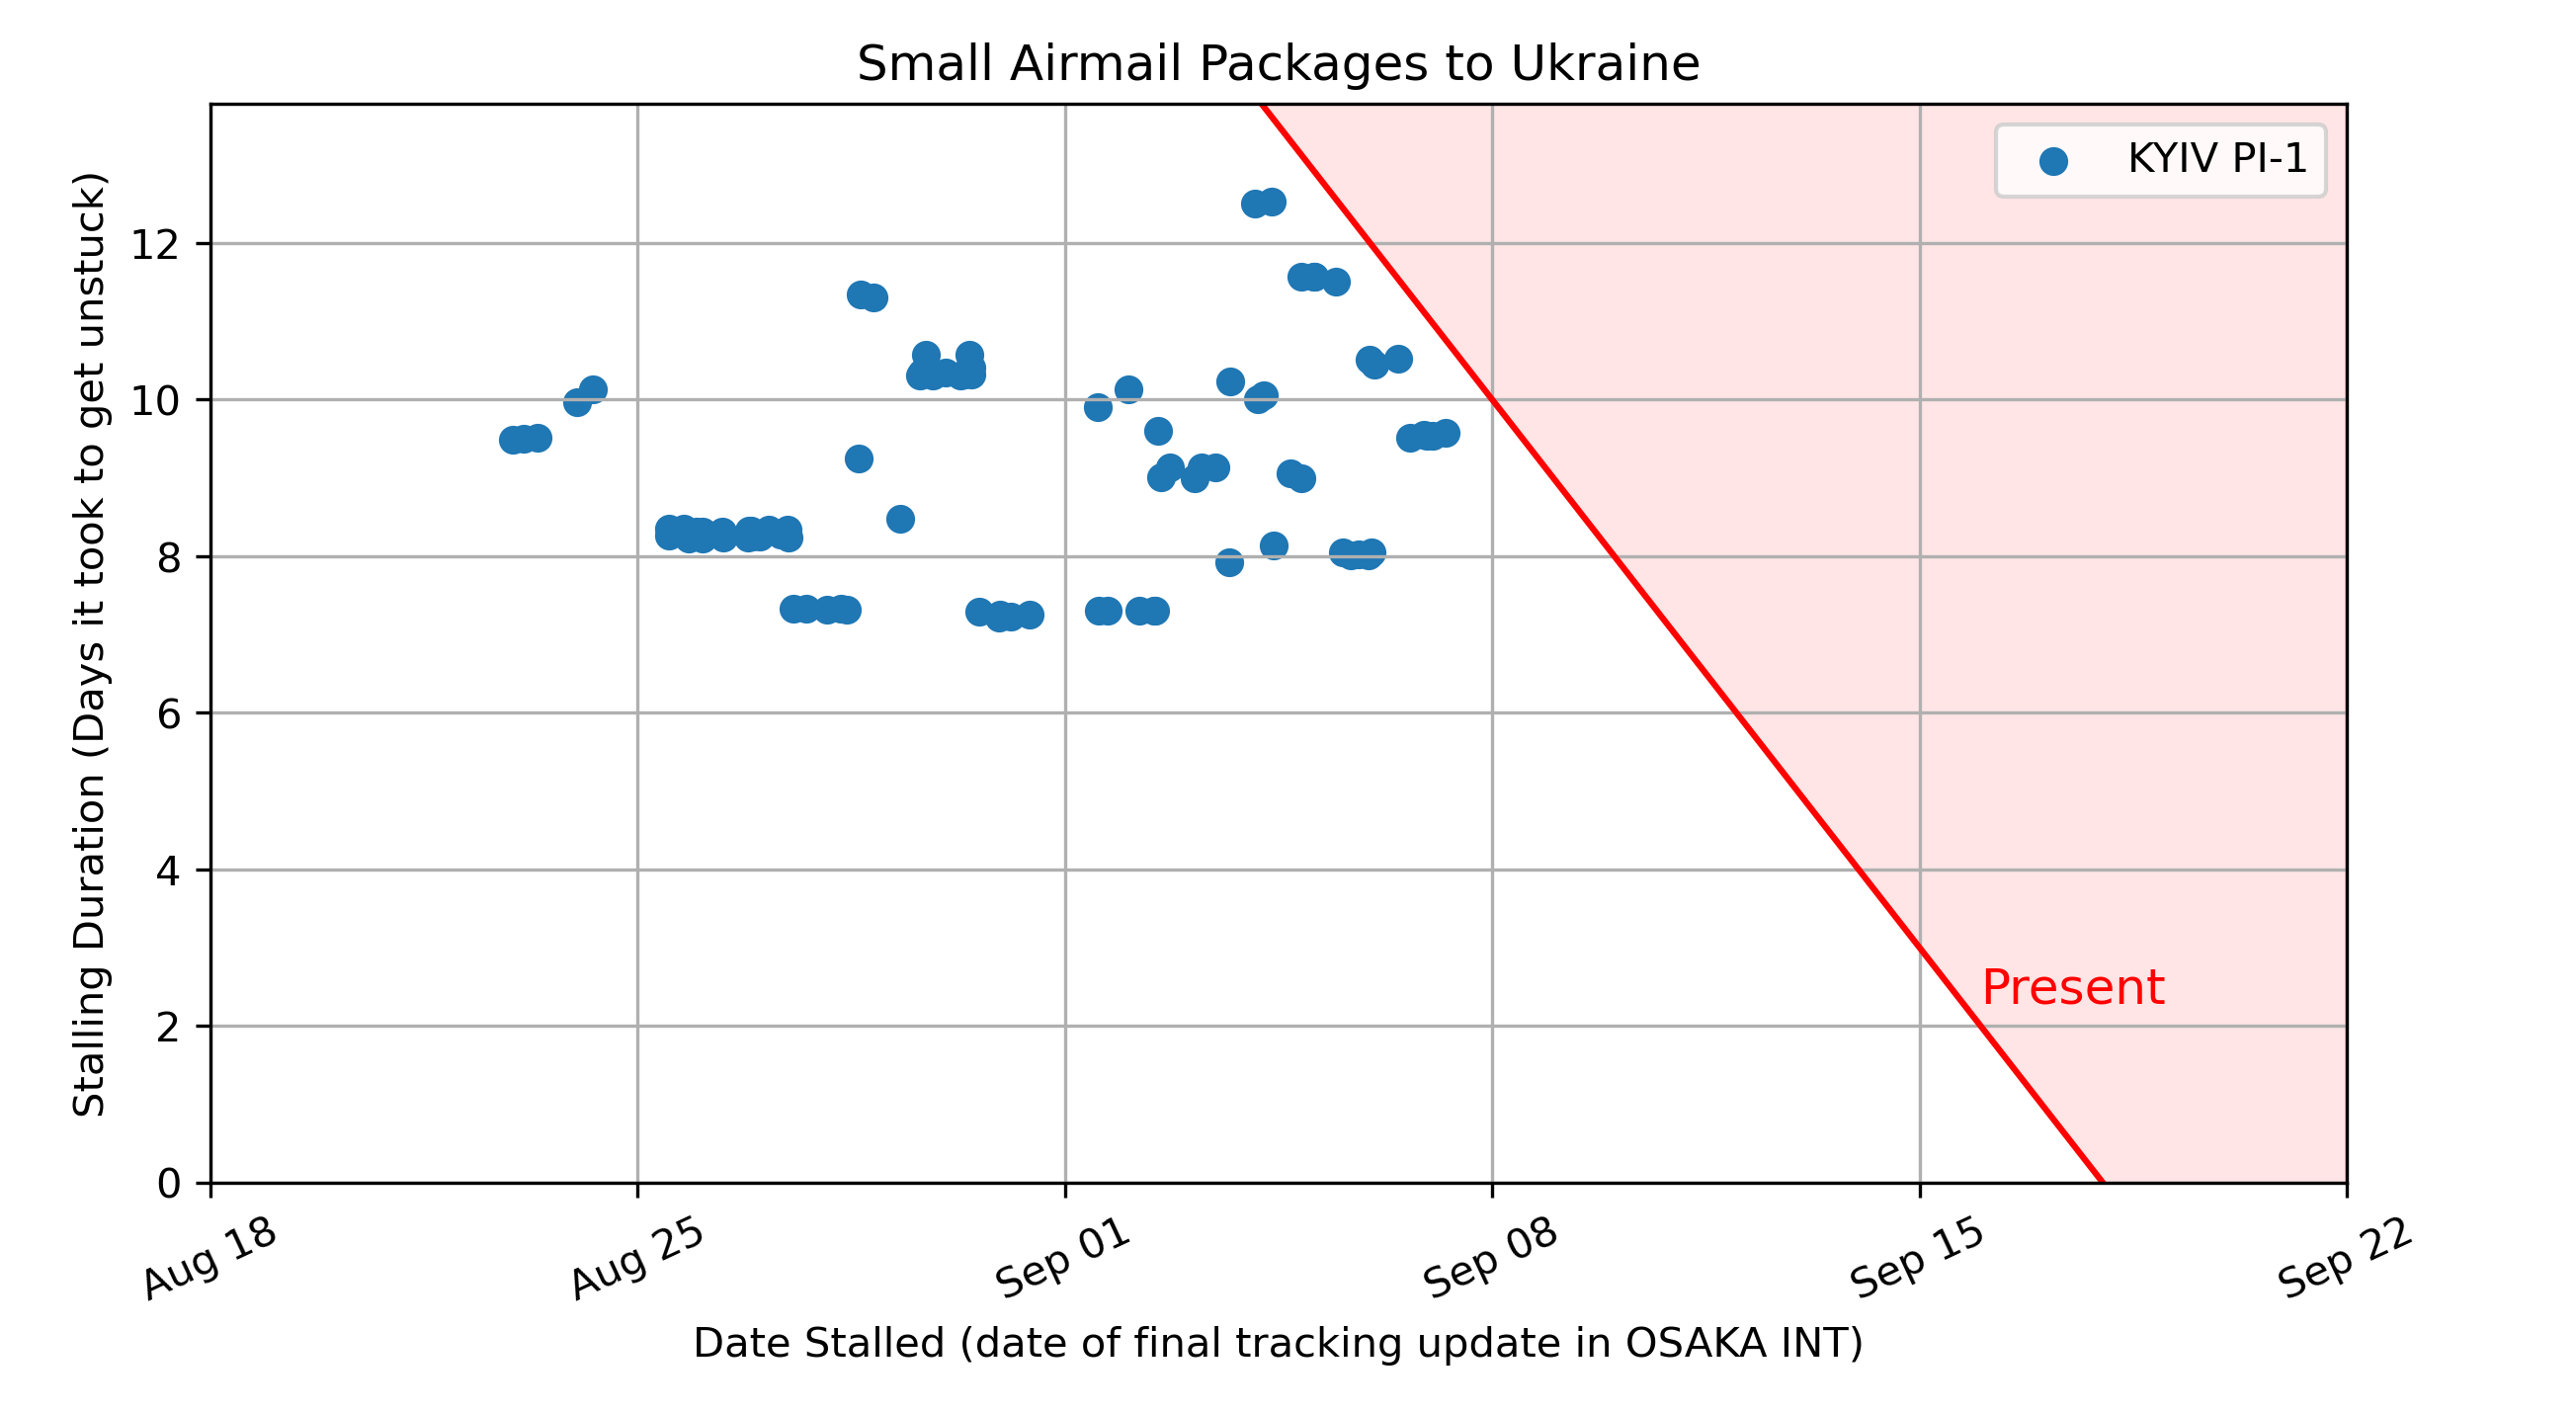 Small Airmail Packages to Ukraine
KYIV PI-1
Stalling Duration (Days it took to get unstuck)
12
10
8
6
4
2
0
Present
Aug 18
Aug 25
Sep 01
Sep 08
Sep 15
Sep 22
Date Stalled (date of final tracking update in OSAKA INT)